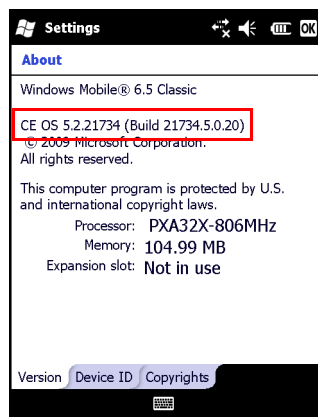 Settings
OK
About
Windows Mobile® 6.5 Classic
CE OS 5.2.21734 (Build 21734.5.0.20)
© 2009 Microsoft Corporation.
All rights reserved.
This computer program is protected by U.S.
and international copyright laws.
Processor: PXA32X-806MHz
Memory: 104.99 MB
Expansion slot: Not in use
Version Device ID Copyrights